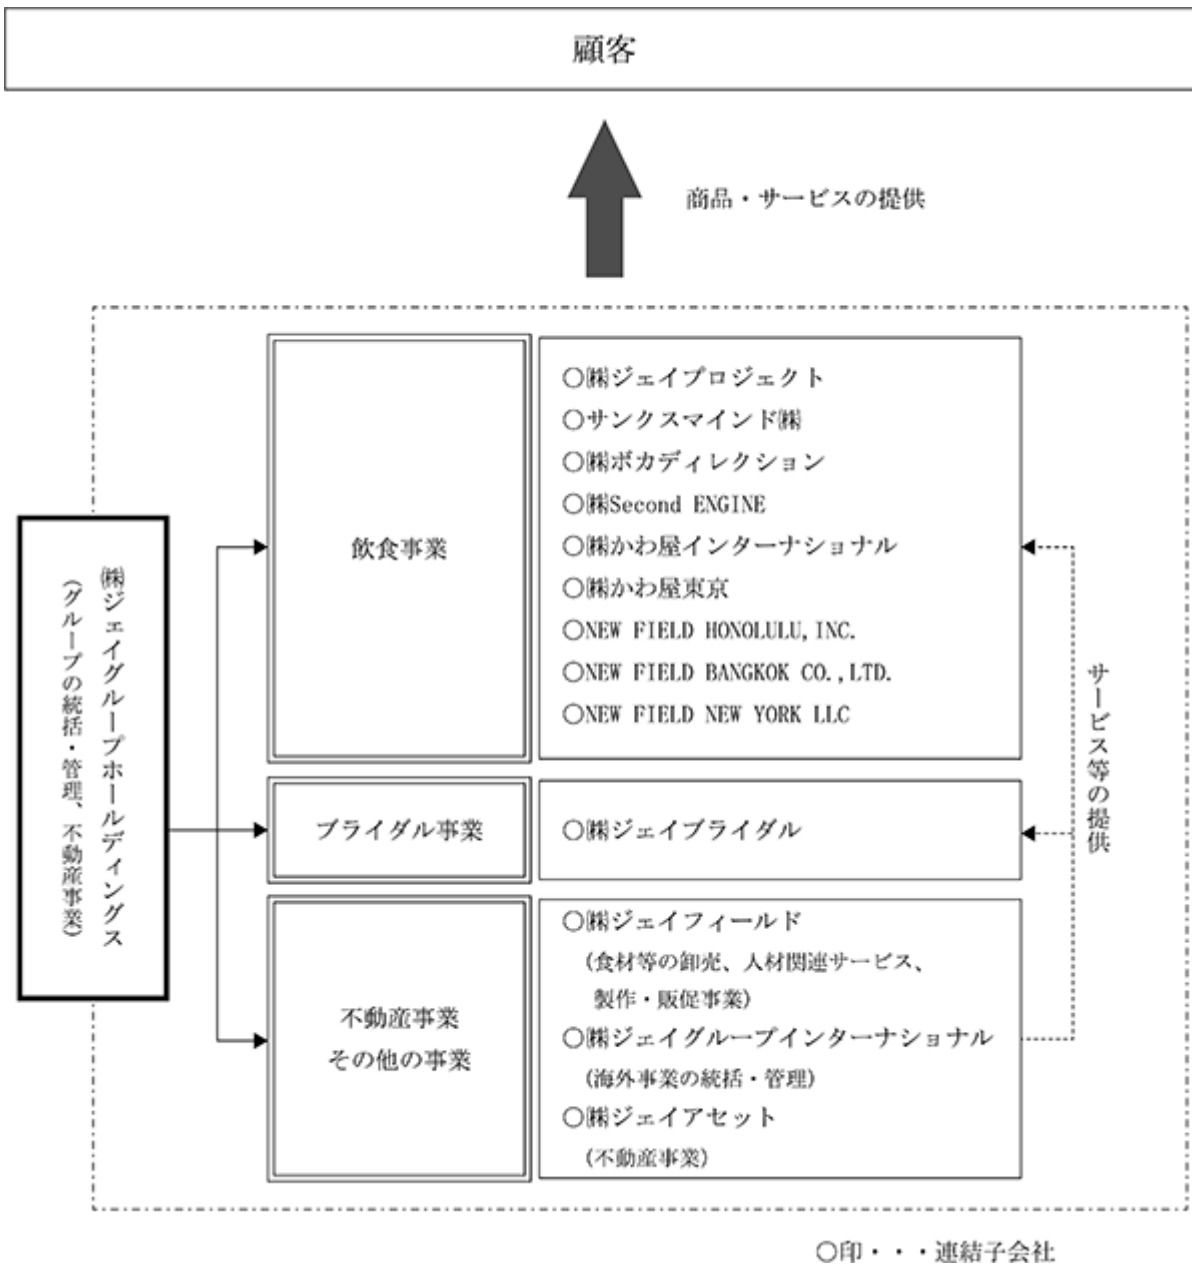 顧客
商品・サービスの提供
㈱ジェイグループホールディングス
(グループの統括・管理、不動産事業)
飲食事業
〇㈱ジェイプロジェクト
〇サンクスマインド㈱
〇㈱ボカディレクション
〇㈱Second ENGINE
〇㈱かわ屋インターナショナル
〇㈱かわ屋東京
〇NEW FIELD HONOLULU,INC.
〇NEW FIELD BANGKOK CO.,LTD.
〇NEW FIELD NEW YORK LLC
ブライダル事業
〇㈱ジェイブライダル
不動産事業
その他の事業
〇㈱ジェイフィールド
(食材等の卸売、人材関連サービス、
製作・販促事業)
〇㈱ジェイグループインターナショナル
(海外事業の統括・管理)
〇㈱ジェイアセット
(不動産事業)
サービス等の提供
〇印・・・連結子会社